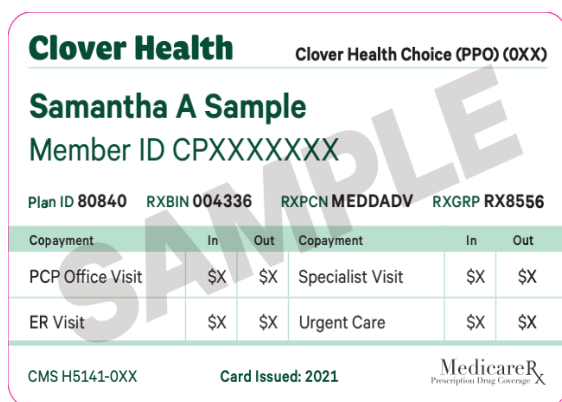 Clover Health
Clover Health Choice (PPO) (0XX)
Samantha A Sample
Member ID CPXXXXXXX
Plan ID 80840 RXBIN 004336 RXPCN MEDDADV RXGRP RX8556
Copayment In Out Copayment In Out
PCP Office Visit $X $X Specialist Visit $X $X
ER Visit $X $X Urgent Care $X $X
CMS H5141-0XX Card Issued: 2021 MedicareRx
Prescription Drug Coverage
SAMPLE